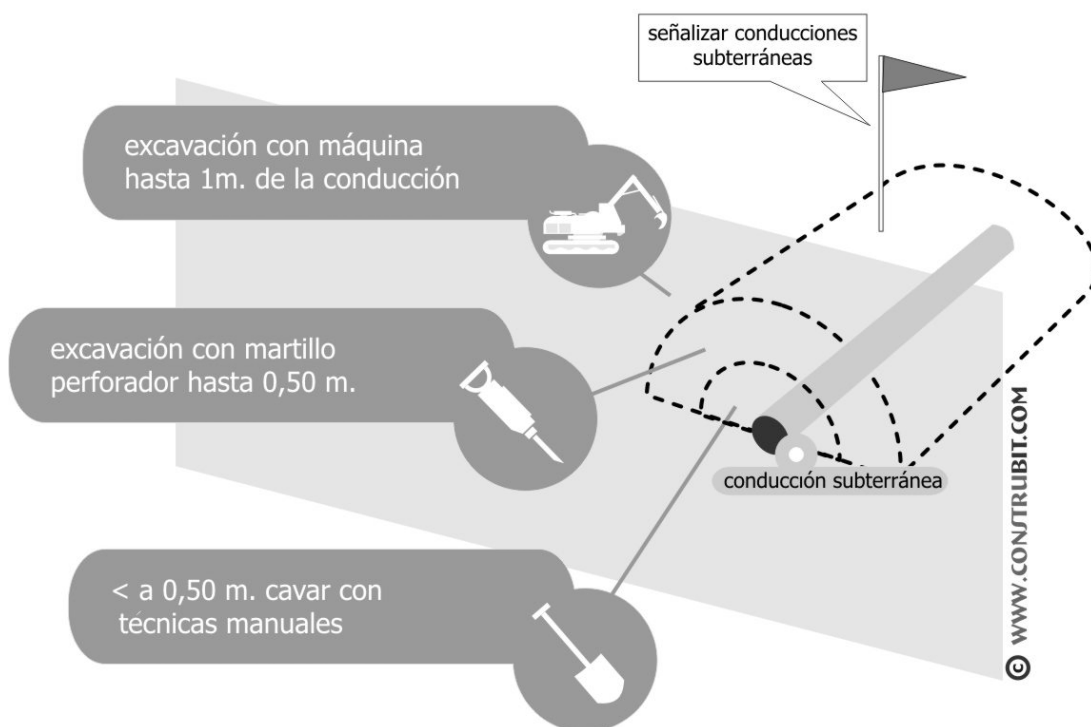 señalizar conducciones
subterráneas
excavación con máquina
hasta 1m. de la conducción
excavación con martillo
perforador hasta 0,50 m.
conducción subterránea
< a 0,50 m. cavar con
técnicas manuales
© WWW.CONSTRUBIT.COM